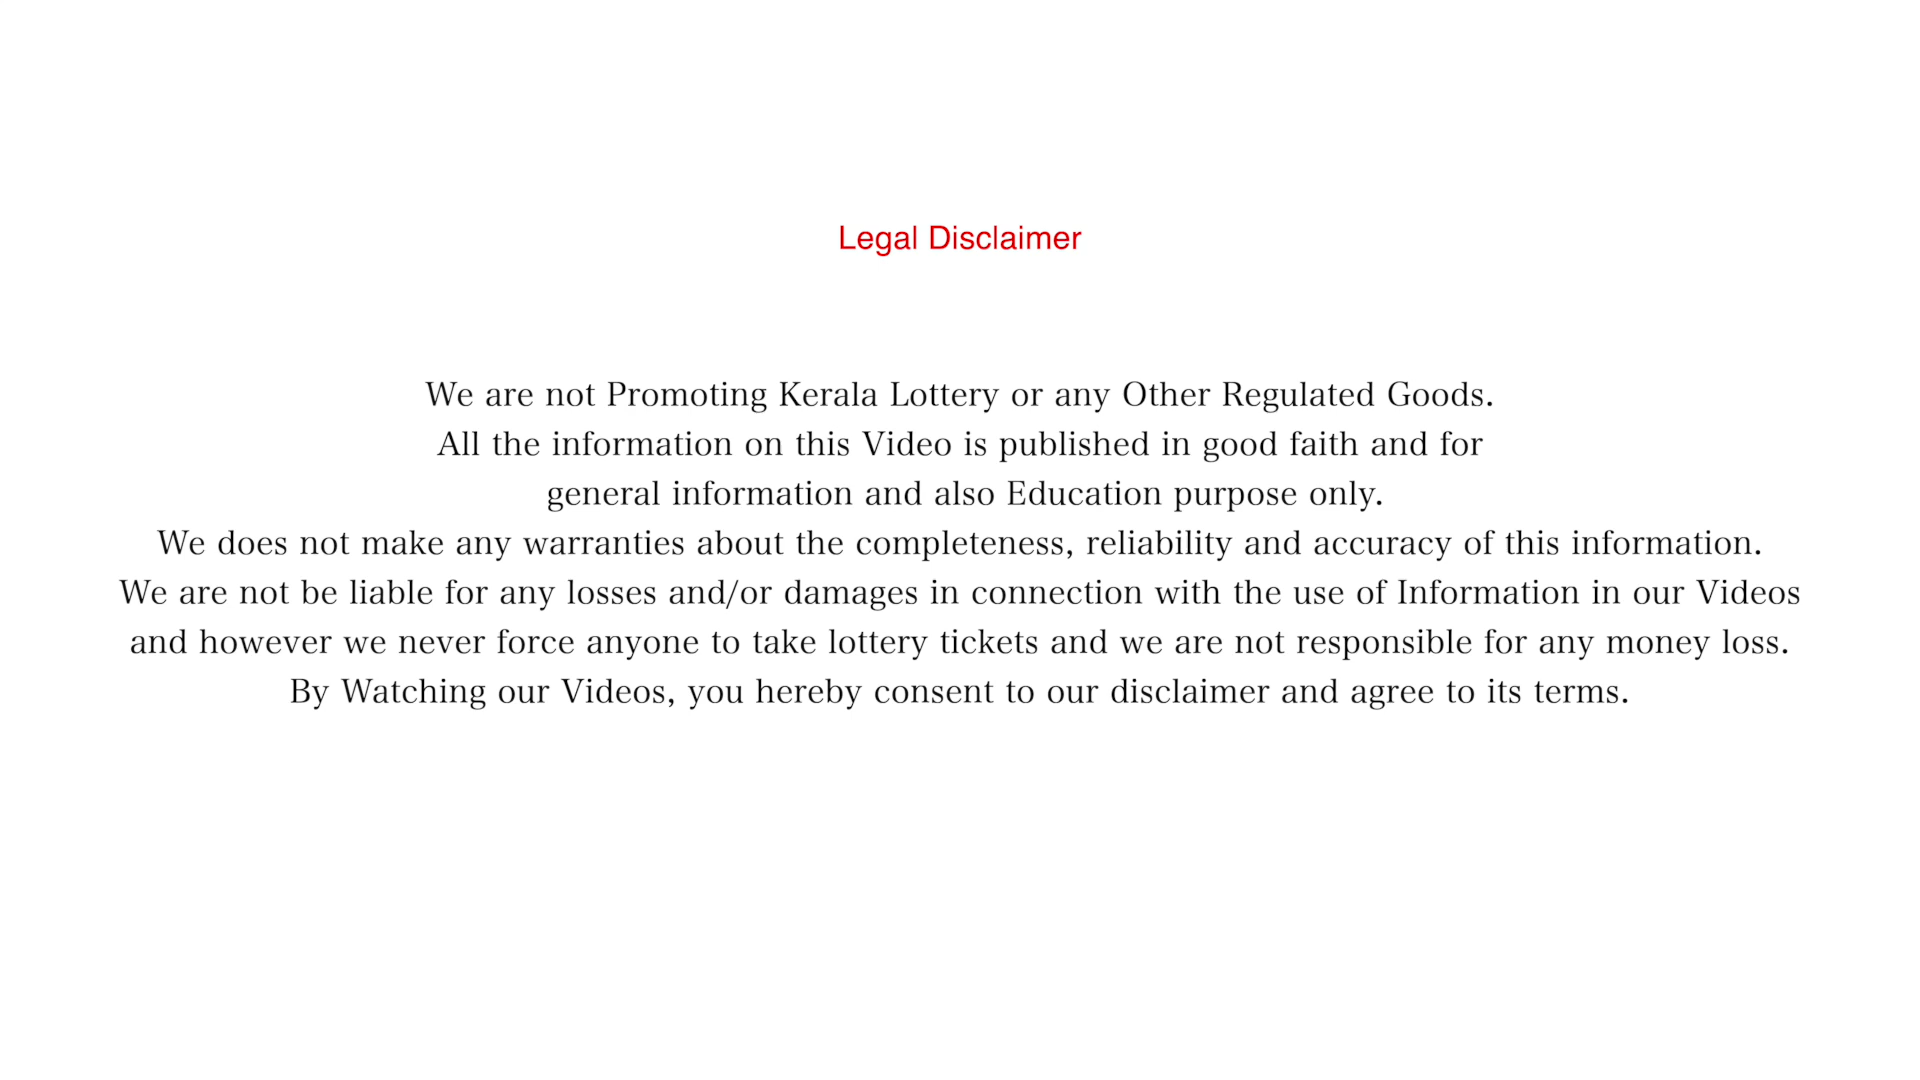 Legal Disclaimer
We are not Promoting Kerala Lottery or any Other Regulated Goods.
All the information on this Video is published in good faith and for
general information and also Education purpose only.
We does not make any warranties about the completeness, reliability and accuracy of this information.
We are not be liable for any losses and/or damages in connection with the use of Information in our Videos
and however we never force anyone to take lottery tickets and we are not responsible for any money loss.
By Watching our Videos, you hereby consent to our disclaimer and agree to its terms.